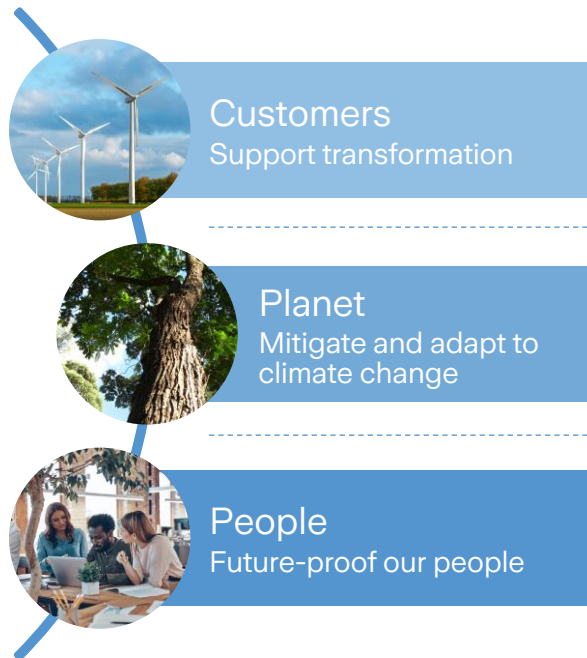 Customers
Support transformation
Planet
Mitigate and adapt to
climate change
People
Future-proof our people